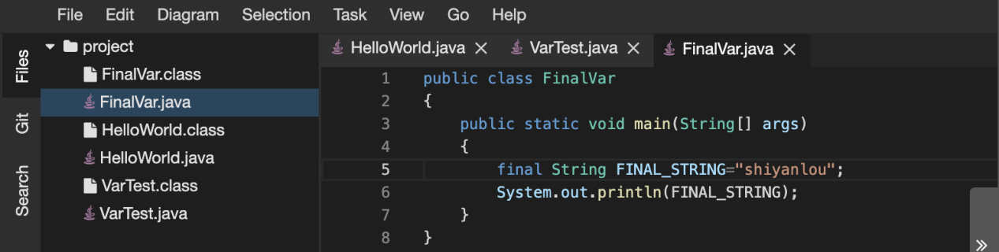 File Edit Diagram Selection Task View Go Help
Files
Git
Search
project
FinalVar.class
FinalVar.java
HelloWorld.class
HelloWorld.java
VarTest.class
VarTest.java
HelloWorld.java VarTest.java FinalVar.java
1 public class FinalVar
2 {
3 public static void main(String[] args)
4 {
5 final String FINAL_STRING="shiyanlou";
6 System.out.println(FINAL_STRING);
7 }
8 }